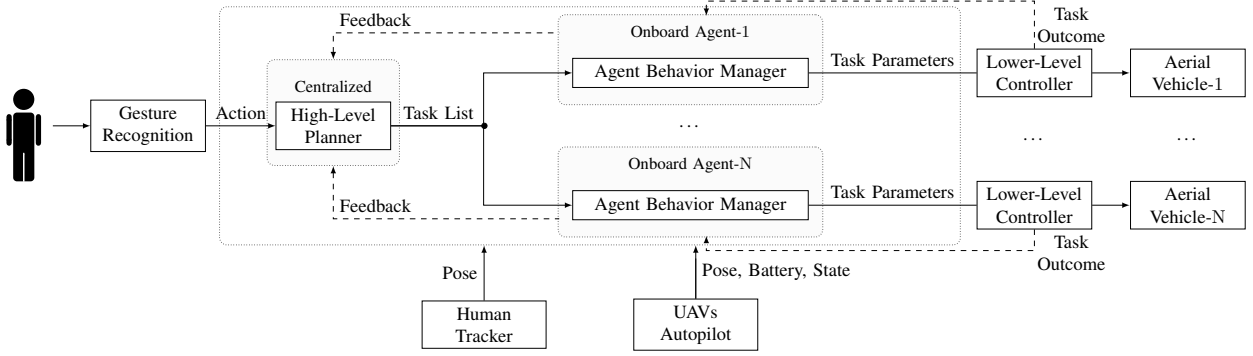 Feedback
Onboard Agent-1
Task
Outcome
Centralized
Agent Behavior Manager
Task Parameters
Lower-Level
Controller
Aerial
Vehicle-1
Gesture
Recognition
Action
High-Level
Planner
Task List
...
...
...
Onboard Agent-N
Feedback
Agent Behavior Manager
Task Parameters
Lower-Level
Controller
Aerial
Vehicle-N
Task
Outcome
Pose
Pose, Battery, State
Human
Tracker
UAVs
Autopilot